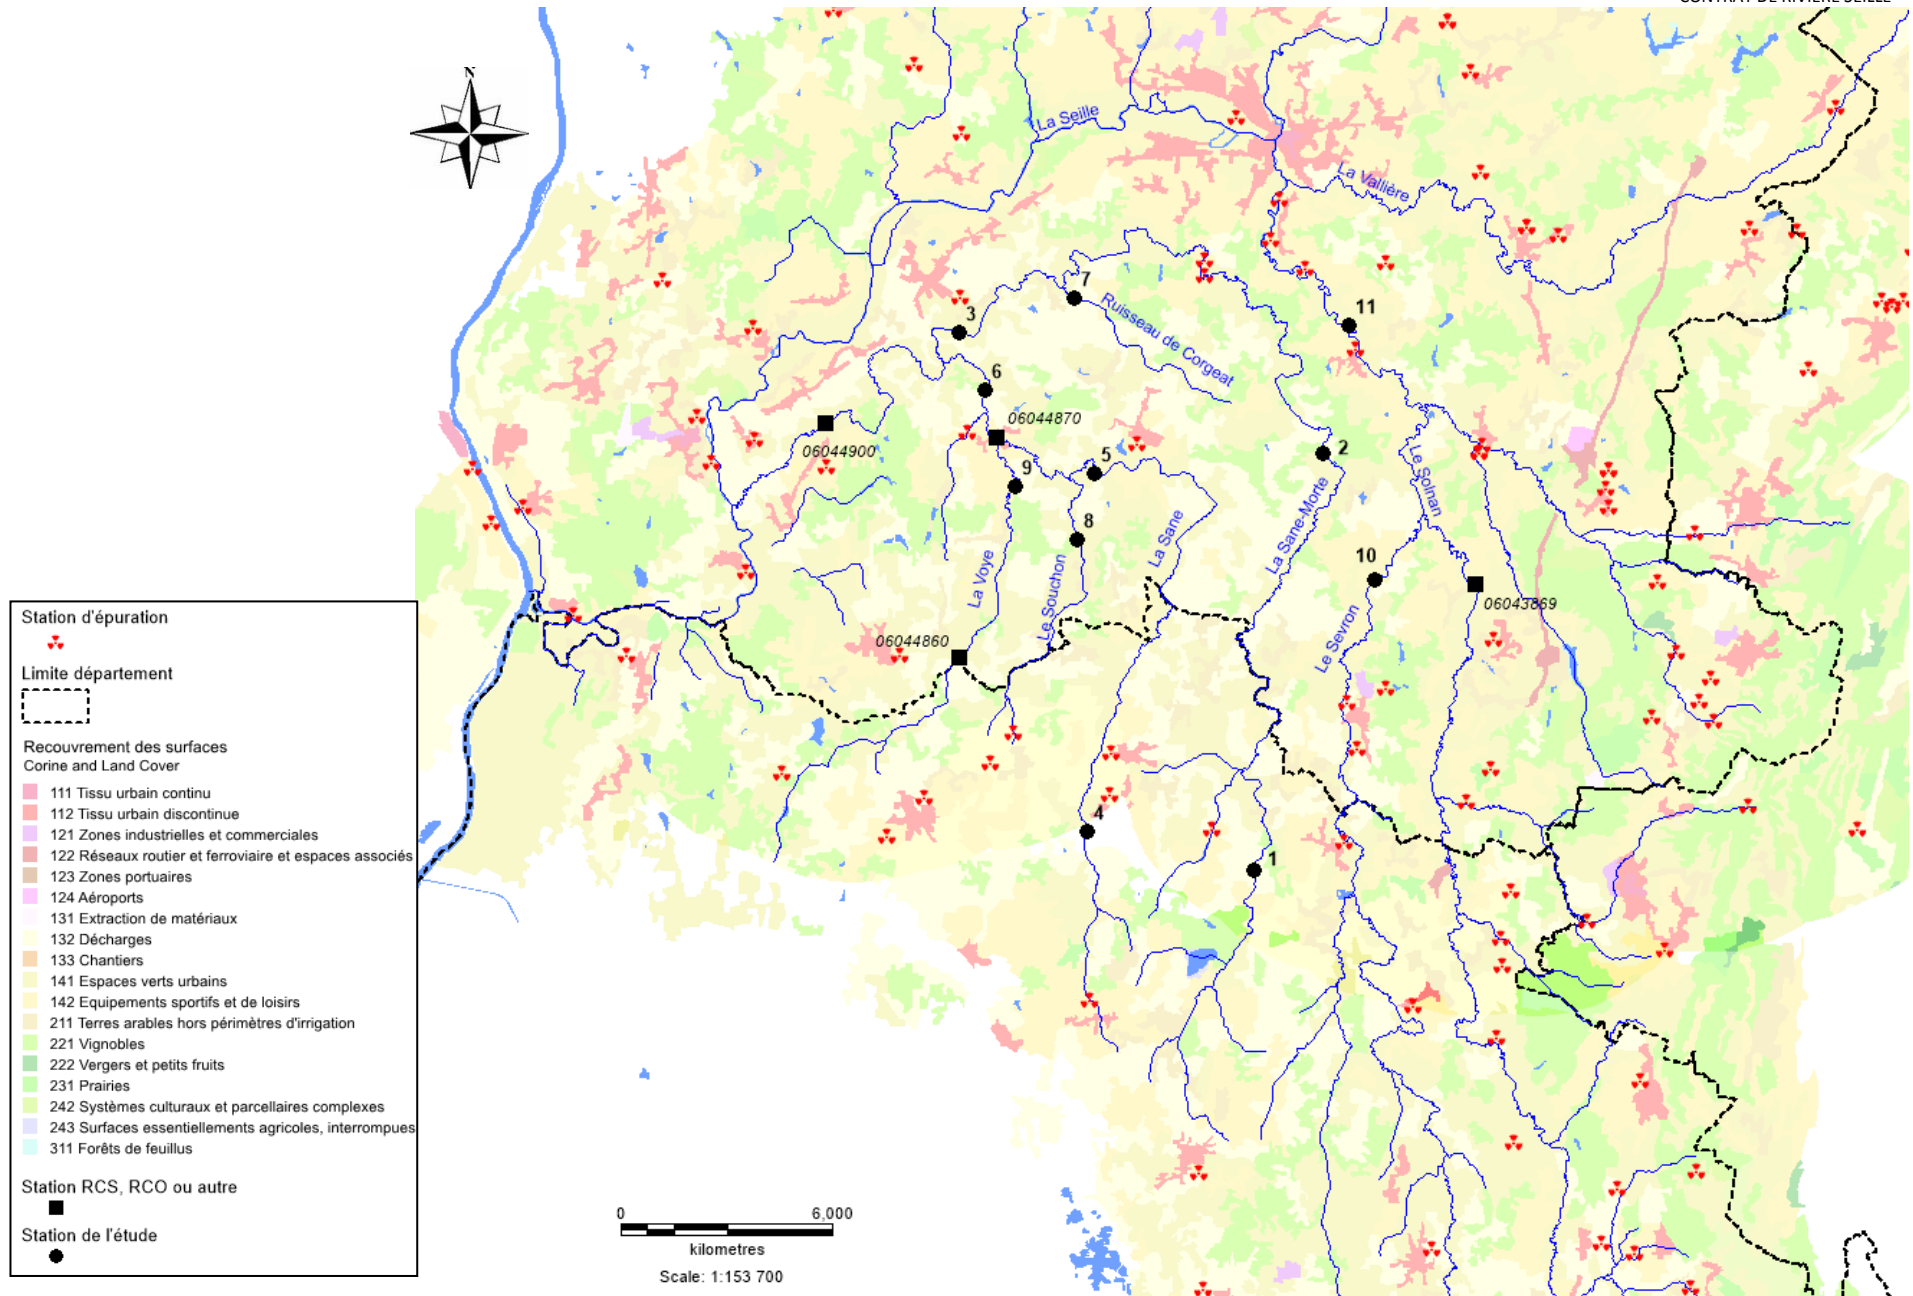 CONTRAT DE RIVIERE SEILLE
N
La Seille
La Vallière
7
Ruisseau de Corgeat
3
11
6
06044870
06044900
2
5
9
Le Solnan
8
La Sane
La Sane-Morte
10
La Voye
Le Souchon
06043869
Le Sevron
06044860
4
1
Station d'épuration
Limite département
Recouvrement des surfaces
Corine and Land Cover
111 Tissu urbain continu
112 Tissu urbain discontinue
121 Zones industrielles et commerciales
122 Réseaux routier et ferroviaire et espaces associés
123 Zones portuaires
124 Aéroports
131 Extraction de matériaux
132 Décharges
133 Chantiers
141 Espaces verts urbains
142 Equipements sportifs et de loisirs
211 Terres arables hors périmètres d'irrigation
221 Vignobles
222 Vergers et petits fruits
231 Prairies
242 Systèmes culturaux et parcellaires complexes
243 Surfaces essentiellements agricoles, interrompues
311 Forêts de feuillus
Station RCS, RCO ou autre
Station de l'étude
0 6,000
kilometres
Scale: 1:153 700